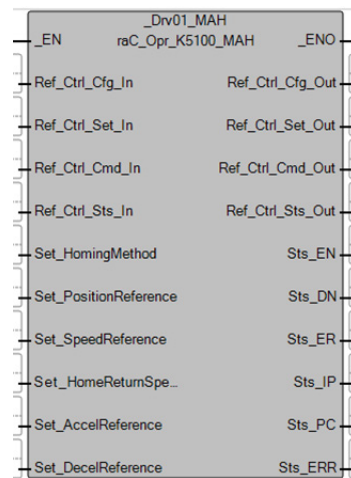 _Drv01_MAH
_EN raC_Opr_K5100_MAH _ENO
Ref_Ctrl_Cfg_In Ref_Ctrl_Cfg_Out
Ref_Ctrl_Set_In Ref_Ctrl_Set_Out
Ref_Ctrl_Cmd_In Ref_Ctrl_Cmd_Out
Ref_Ctrl_Sts_In Ref_Ctrl_Sts_Out
Set_HomingMethod Sts_EN
Set_PositionReference Sts_DN
Set_SpeedReference Sts_ER
Set_HomeReturnSpe... Sts_IP
Set_AccelReference Sts_PC
Set_DecelReference Sts_ERR